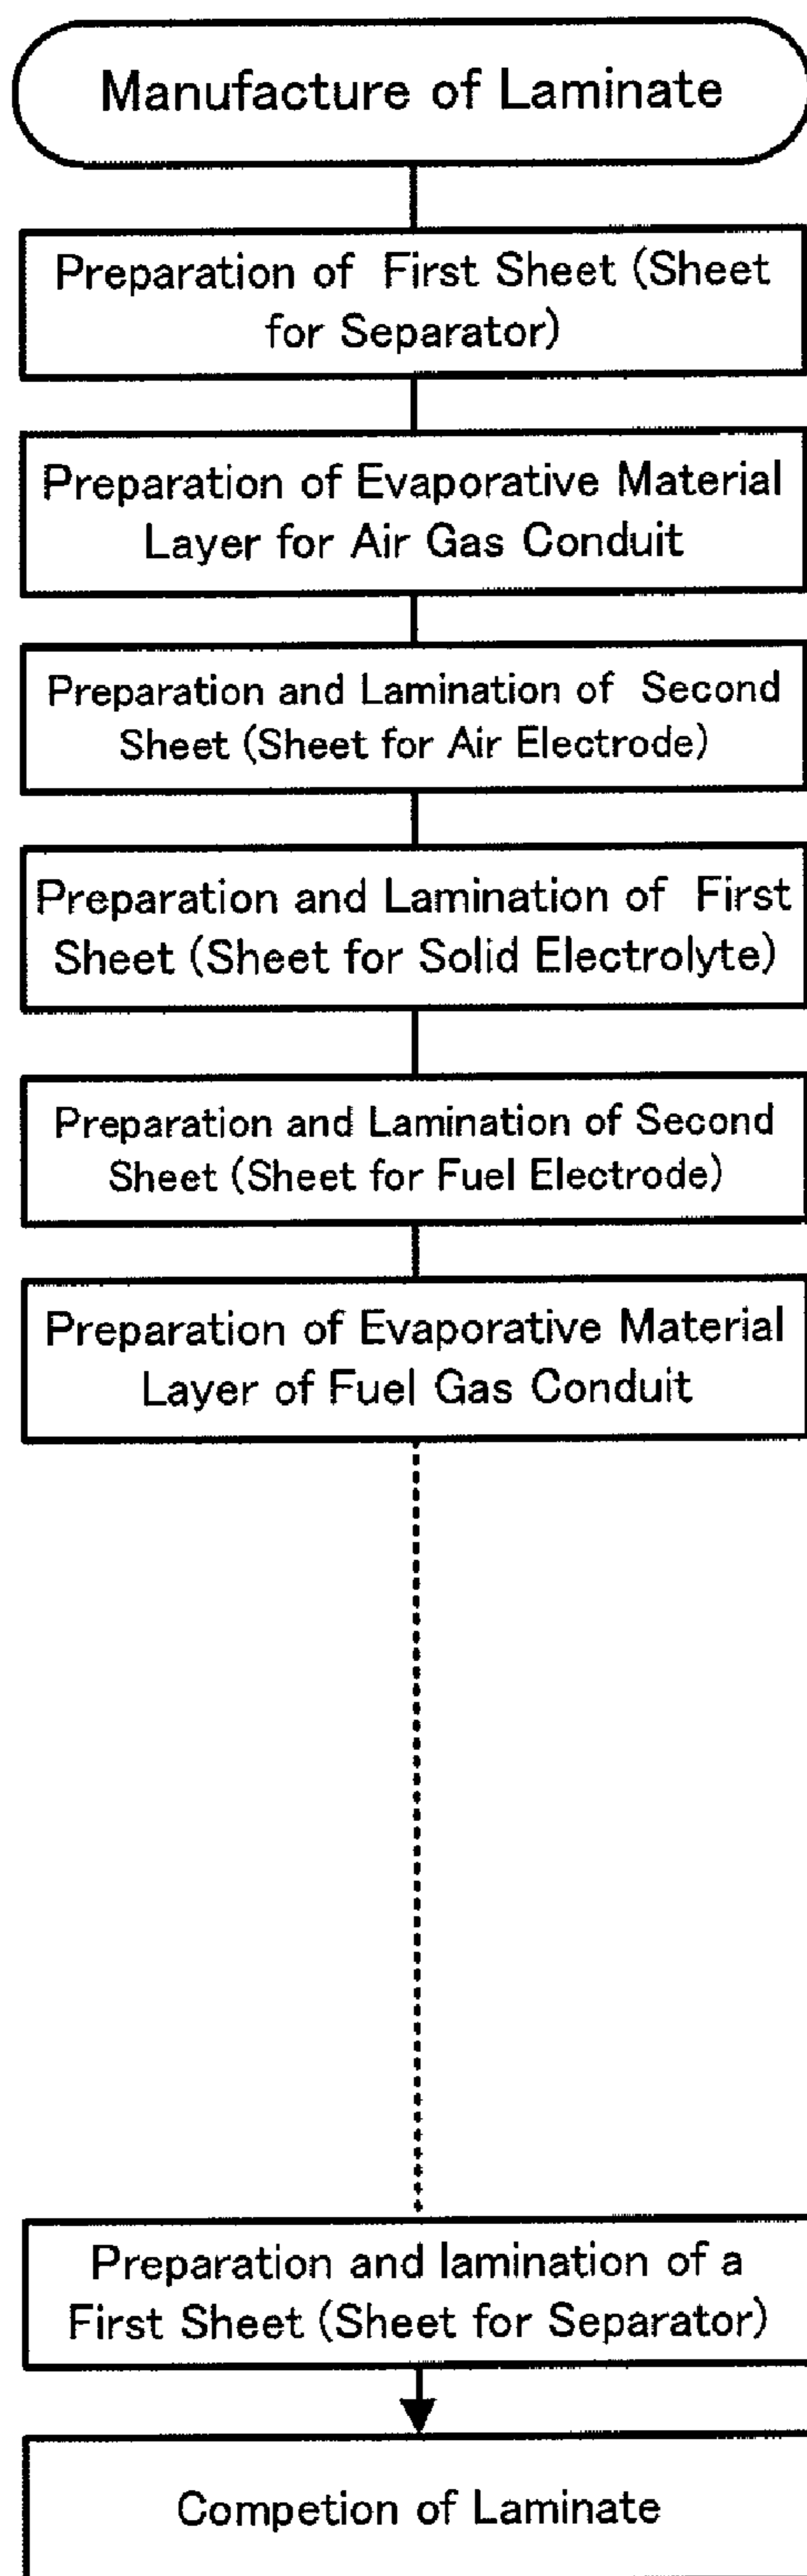 Manufacture of Laminate
Preparation of First Sheet (Sheet
for Separator)
Preparation of Evaporative Material
Layer for Air Gas Conduit
Preparation and Lamination of Second
Sheet (Sheet for Air Electrode)
Preparation and Lamination of First
Sheet (Sheet for Solid Electrolyte)
Preparation and Lamination of Second
Sheet (Sheet for Fuel Electrode)
Preparation of Evaporative Material
Layer of Fuel Gas Conduit
Preparation and lamination of a
First Sheet (Sheet for Separator)
Competion of Laminate